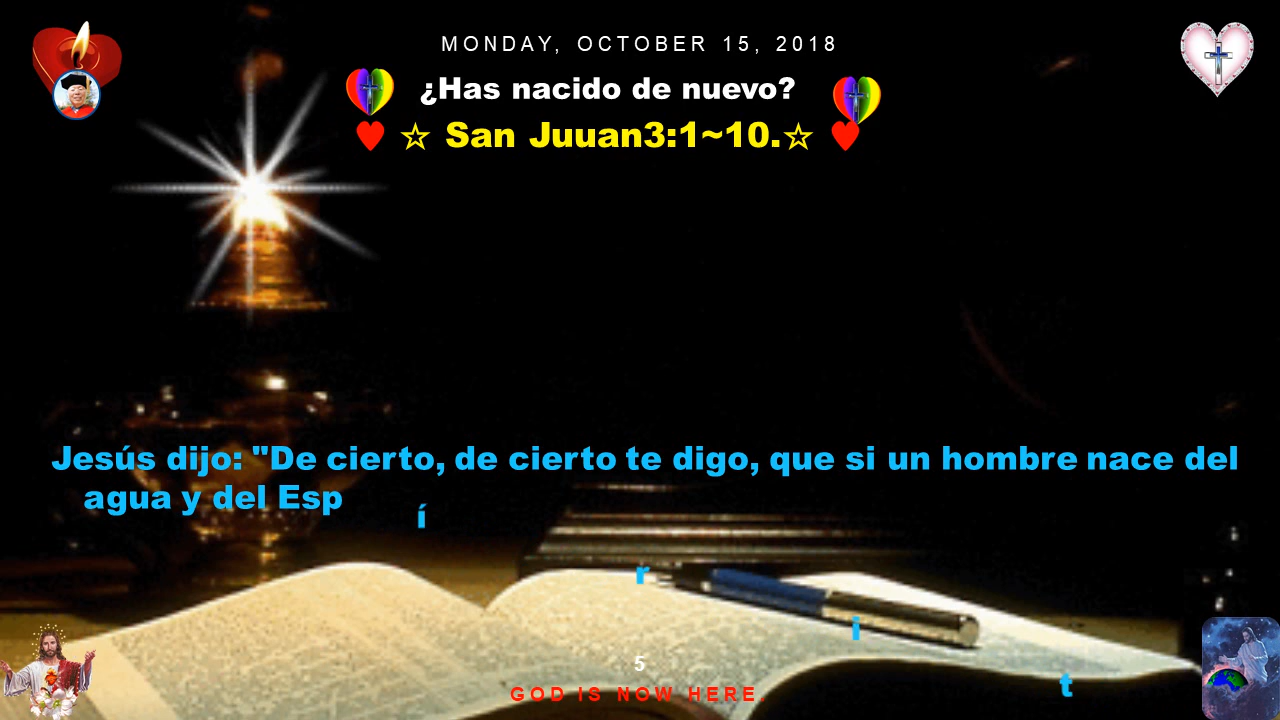 MONDAY, OCTOBER 15, 2018
¿Has nacido de nuevo?
♥ ☆ San Juuan3:1~10.☆ ♥
Jesús dijo: "De cierto, de cierto te digo, que si un hombre nace del
agua y del Esp
í
r
i
t
5
GOD IS NOW HERE.